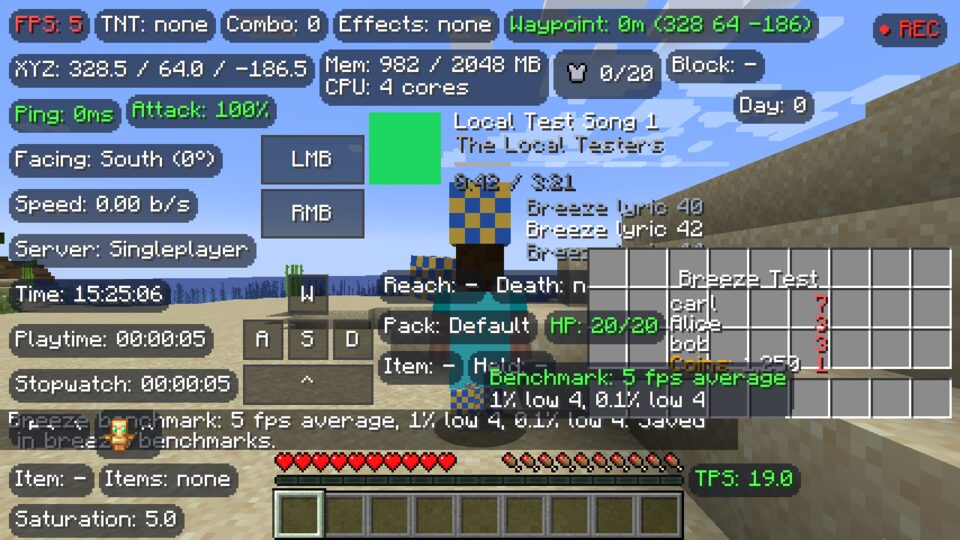 FPS: 5
TNT: none
Combo: 0
Effects: none
Waypoint: 0m (328 64 -186)
REC
XYZ: 328.5 / 64.0 / -186.5
Mem: 982 / 2048 MB
CPU: 4 cores
0/20
Block: -
Day: 0
Ping: 0ms
Attack: 100%
Local Test Song 1
The Local Testers
0:42 / 3:21
Facing: South (0°)
LMB
RMB
Speed: 0.00 b/s
Breeze lyric 40
Breeze lyric 42
Breeze
Server: Singleplayer
Time: 15:25:06
W
Reach: -
Death: n
Breeze Test
carl 7
Alice 3
bob 3
Coins: 1,250 1
Playtime: 00:00:05
A
S
D
^
Pack: Default
HP: 20/20
Item: -
Hold: -
Stopwatch: 00:00:05
Benchmark: 5 fps average
1% low 4, 0.1% low 4
Breeze benchmark: 5 fps average, 1% low 4, 0.1% low 4. Saved
in breeze benchmarks.
Item: -
Items: none
TPS: 19.0
Saturation: 5.0